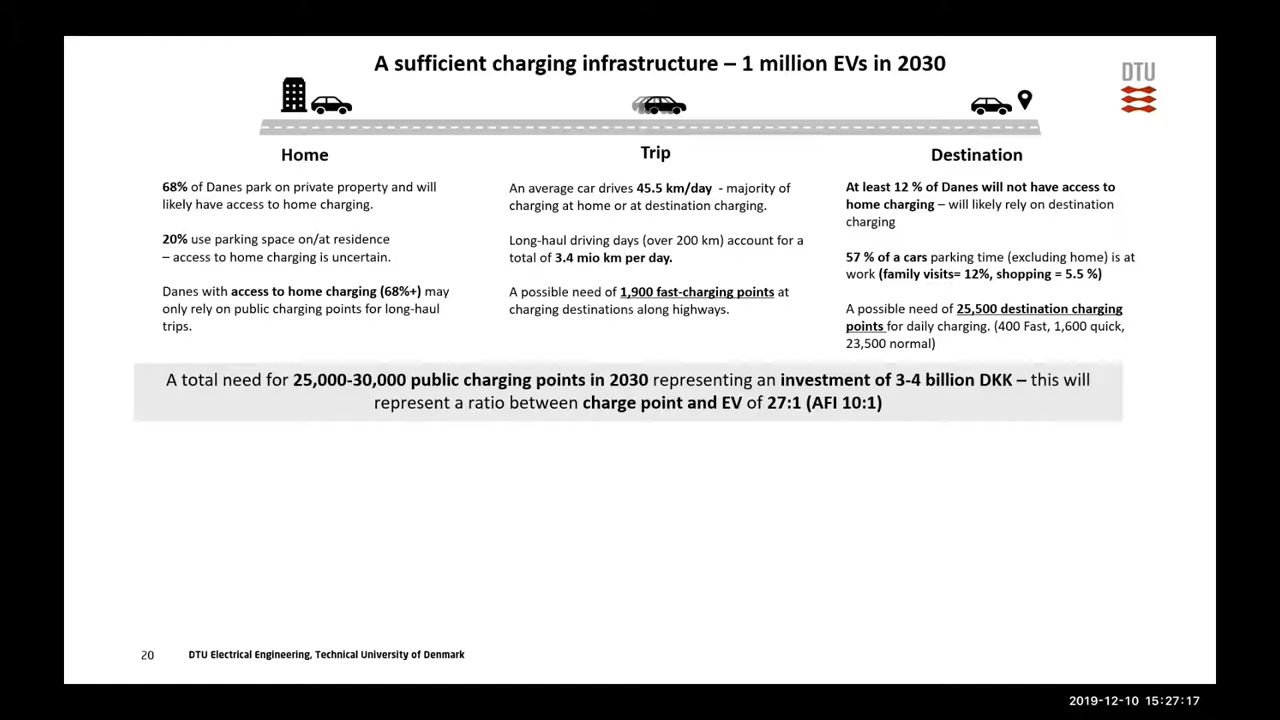 A sufficient charging infrastructure – 1 million EVs in 2030
DTU
Home
68% of Danes park on private property and will
likely have access to home charging.
20% use parking space on/at residence
– access to home charging is uncertain.
Danes with access to home charging (68%+) may
only rely on public charging points for long-haul
trips.
Trip
An average car drives 45.5 km/day - majority of
charging at home or at destination charging.
Long-haul driving days (over 200 km) account for a
total of 3.4 mio km per day.
A possible need of 1,900 fast-charging points at
charging destinations along highways.
Destination
At least 12 % of Danes will not have access to
home charging – will likely rely on destination
charging
57 % of a cars parking time (excluding home) is at
work (family visits= 12%, shopping = 5.5 %)
A possible need of 25,500 destination charging
points for daily charging. (400 Fast, 1,600 quick,
23,500 normal)
A total need for 25,000-30,000 public charging points in 2030 representing an investment of 3-4 billion DKK – this will
represent a ratio between charge point and EV of 27:1 (AFI 10:1)
20 DTU Electrical Engineering, Technical University of Denmark
2019-12-10 15:27:17